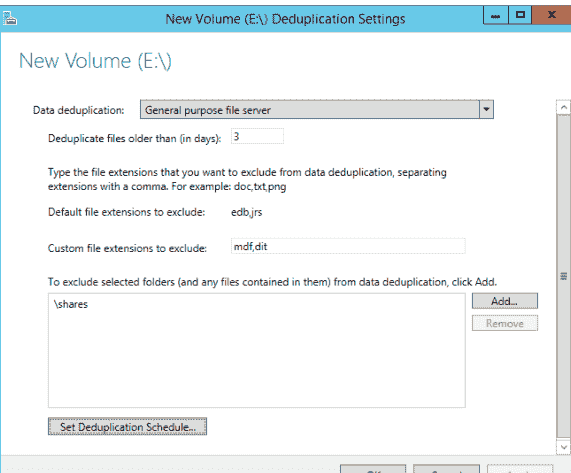 New Volume (E:\) Deduplication Settings
New Volume (E:\)
Data deduplication: General purpose file server
Deduplicate files older than (in days): 3
Type the file extensions that you want to exclude from data deduplication, separating
extensions with a comma. For example: doc,txt,png
Default file extensions to exclude: edb,jrs
Custom file extensions to exclude: mdf,dit
To exclude selected folders (and any files contained in them) from data deduplication, click Add.
\shares
Add...
Remove
Set Deduplication Schedule...